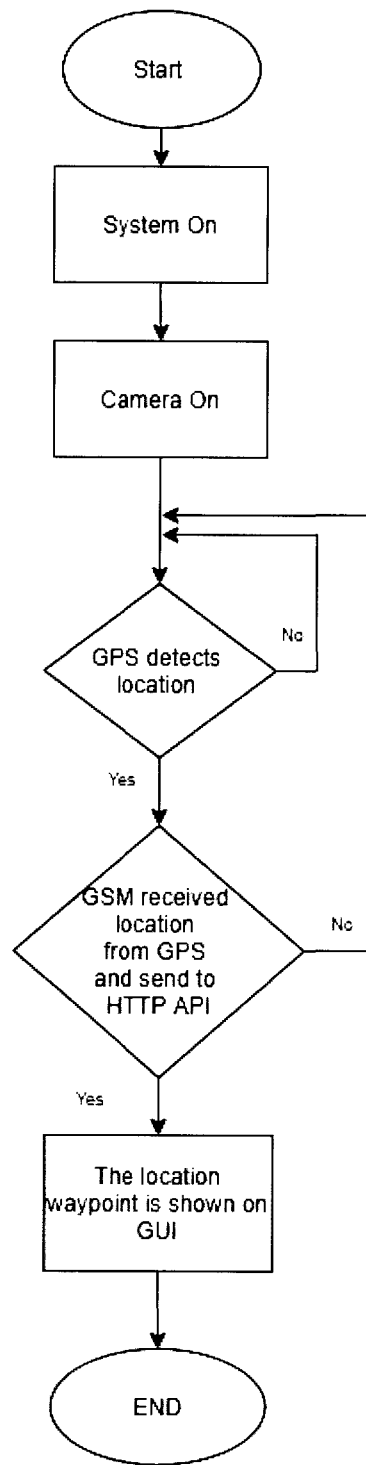 Start
System On
Camera On
GPS detects
location
No
Yes
GSM received
location
from GPS
and send to
HTTP API
No
Yes
The location
waypoint is shown on
GUI
END